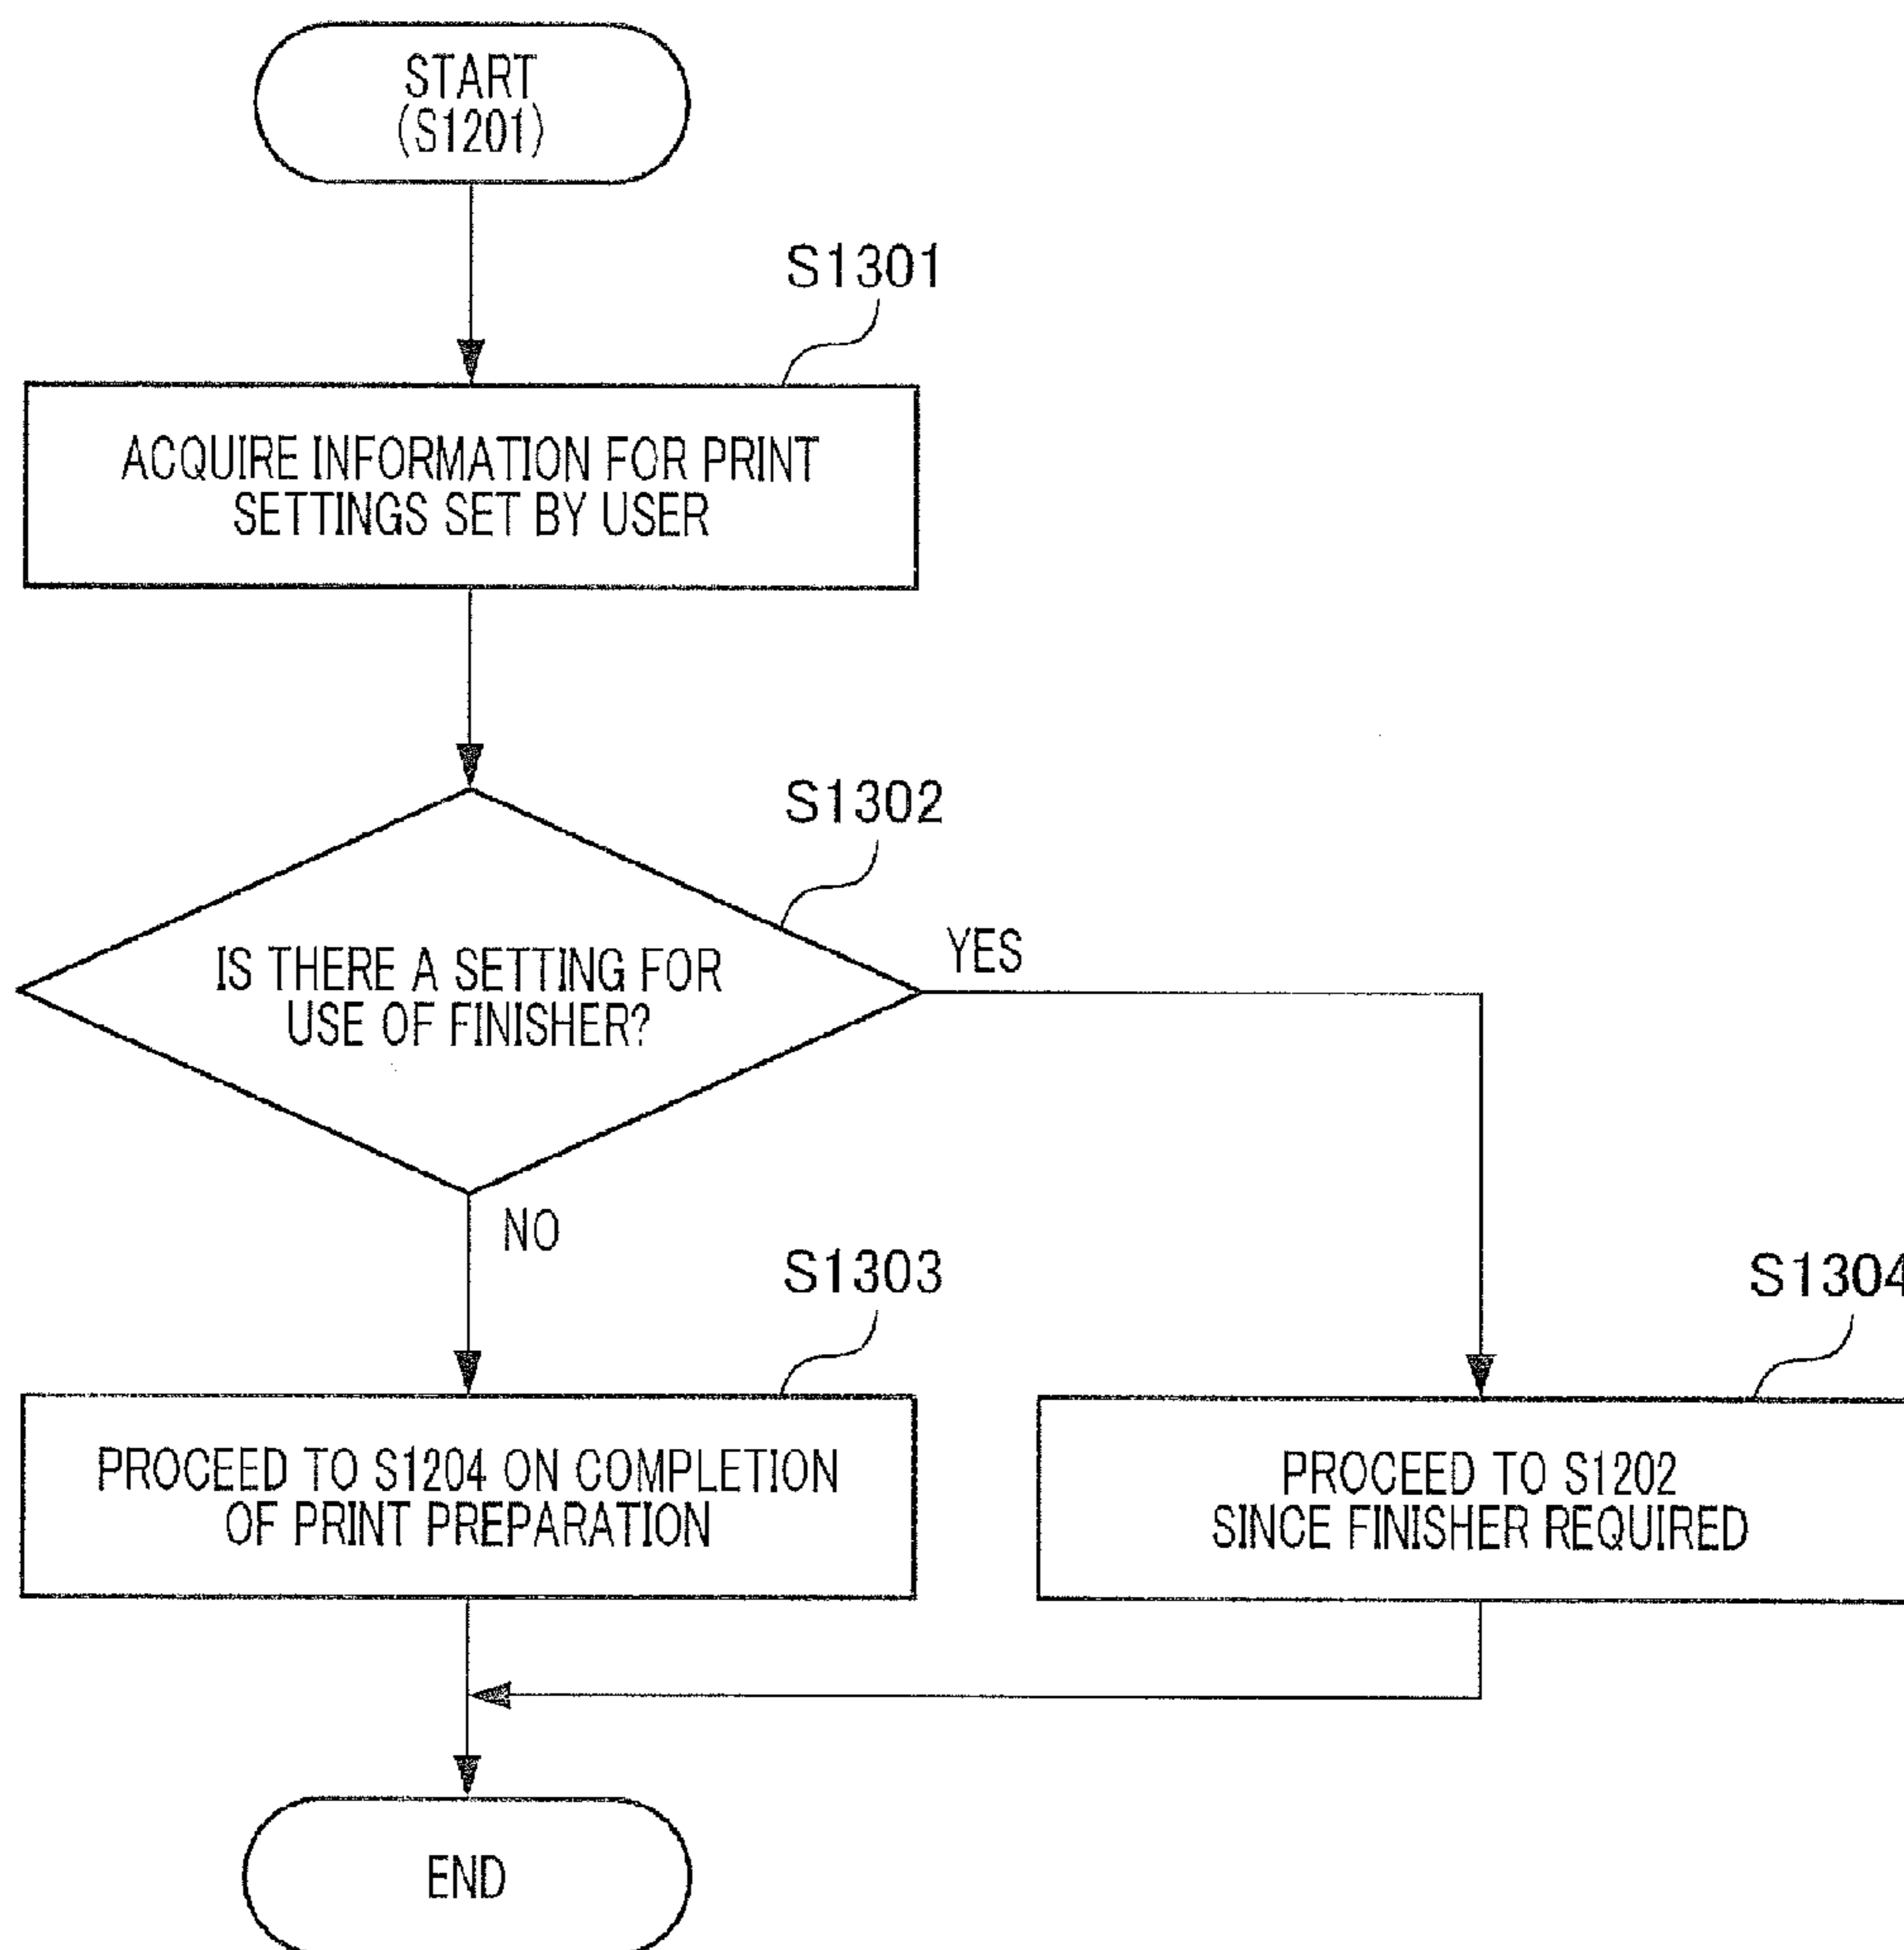 START
(S1201)
S1301
ACQUIRE INFORMATION FOR PRINT
SETTINGS SET BY USER
S1302
IS THERE A SETTING FOR
USE OF FINISHER?
YES
NO
S1303
PROCEED TO S1204 ON COMPLETION
OF PRINT PREPARATION
S1304
PROCEED TO S1202
SINCE FINISHER REQUIRED
END